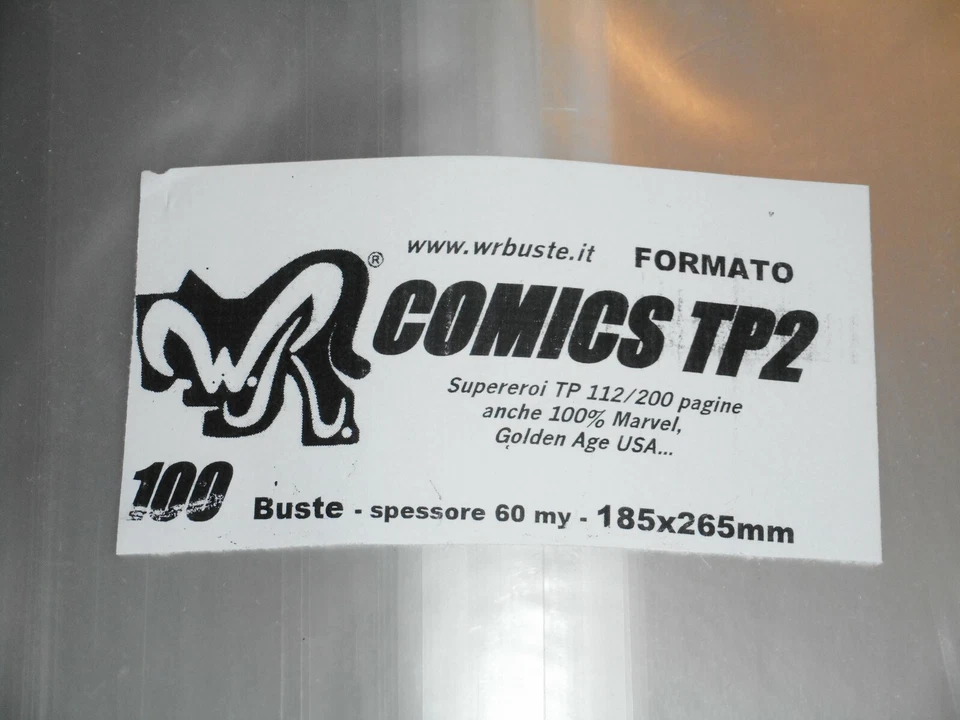 www.wrbuste.it FORMATO
W.R.®
COMICS TP2
Supereroi TP 112/200 pagine
anche 100% Marvel,
Golden Age USA...
100 Buste - spessore 60 my - 185x265mm